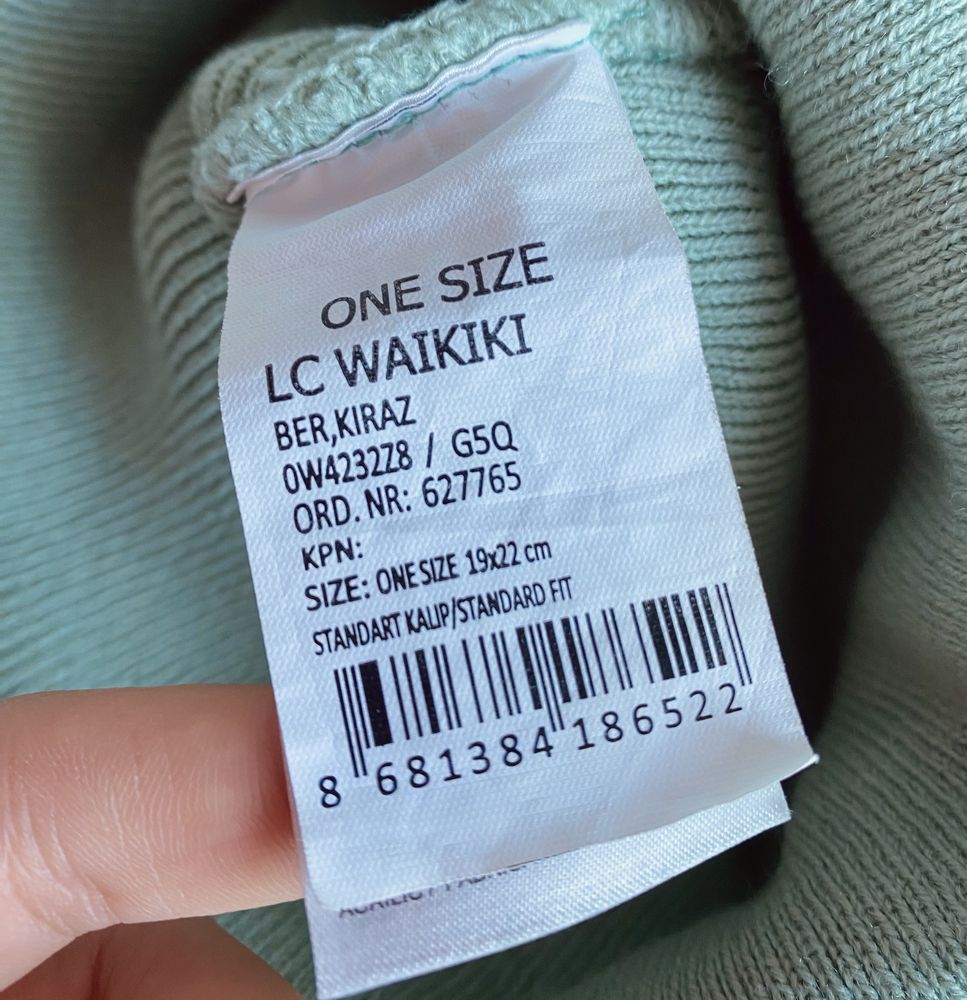 ONE SIZE
LC WAIKIKI
BER,KIRAZ
0W4232Z8 / G5Q
ORD. NR: 627765
KPN:
SIZE: ONE SIZE 19x22 cm
STANDART KALIP/STANDARD FIT
8 681384 186522